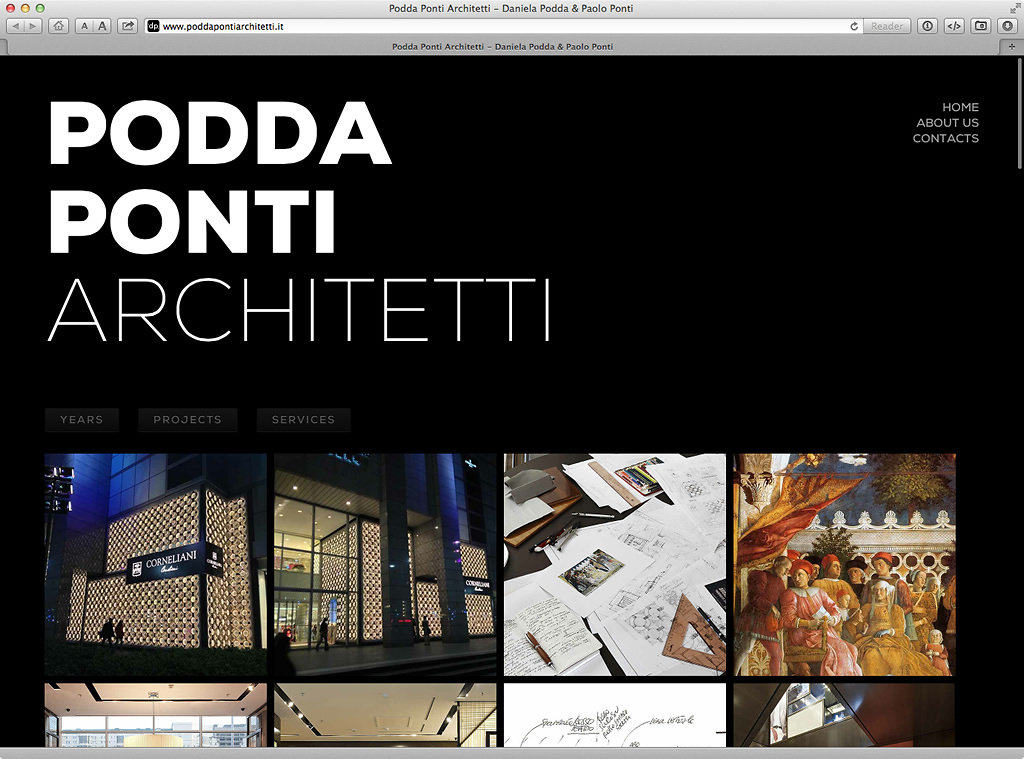 Podda Ponti Architetti – Daniela Podda & Paolo Ponti
A A dp www.poddapontiarchitetti.it Reader
Podda Ponti Architetti – Daniela Podda & Paolo Ponti
PODDA
PONTI
ARCHITETTI
HOME
ABOUT US
CONTACTS
YEARS PROJECTS SERVICES
CORNELIANI
CORNELIANI